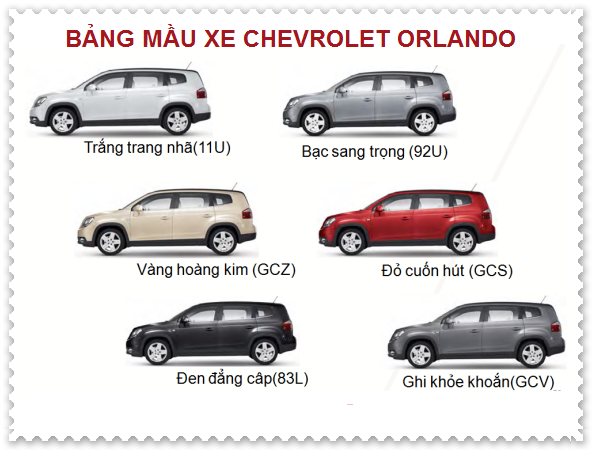 BẢNG MẦU XE CHEVROLET ORLANDO
Trắng trang nhã(11U)
Bạc sang trọng (92U)
Vàng hoàng kim (GCZ)
Đỏ cuốn hút (GCS)
Đen đẳng câp(83L)
Ghi khỏe khoắn(GCV)